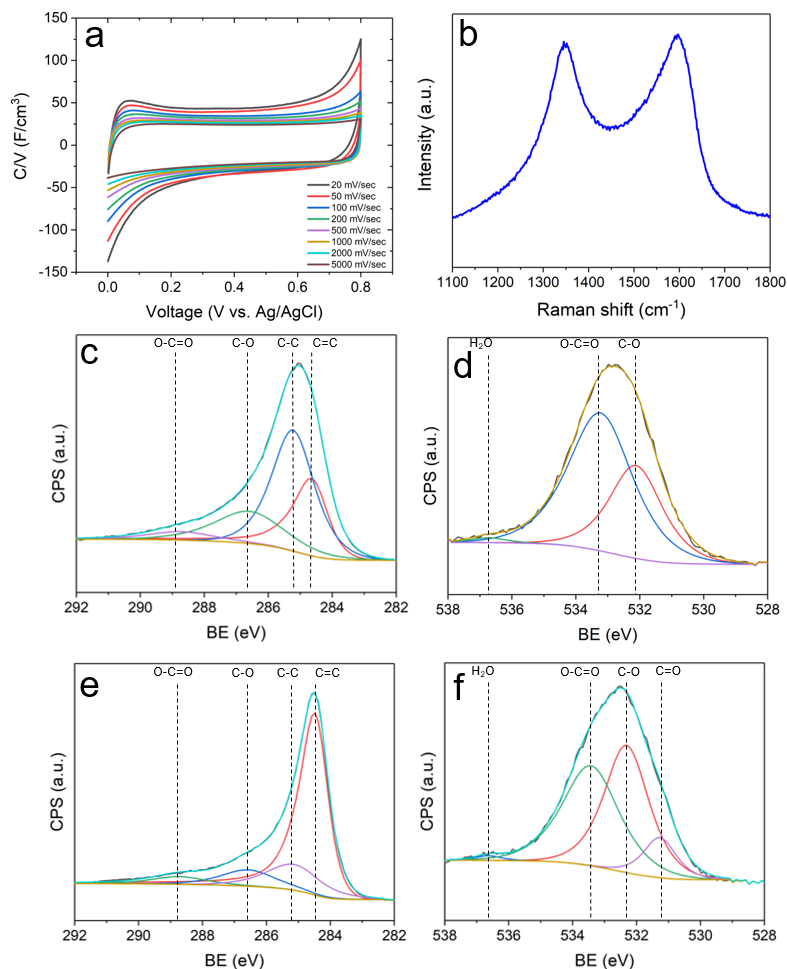 a
C/V (F/cm³)
150
100
50
0
-50
-100
-150
0.0 0.2 0.4 0.6 0.8
Voltage (V vs. Ag/AgCl)
20 mV/sec
50 mV/sec
100 mV/sec
200 mV/sec
500 mV/sec
1000 mV/sec
2000 mV/sec
5000 mV/sec
b
Intensity (a.u.)
1100 1200 1300 1400 1500 1600 1700 1800
Raman shift (cm⁻¹)
c
O-C=O C-O C-C C=C
CPS (a.u.)
292 290 288 286 284 282
BE (eV)
d
H₂O O-C=O C-O
CPS (a.u.)
538 536 534 532 530 528
BE (eV)
e
O-C=O C-O C-C C=C
CPS (a.u.)
292 290 288 286 284 282
BE (eV)
f
H₂O O-C=O C-O C=O
CPS (a.u.)
538 536 534 532 530 528
BE (eV)